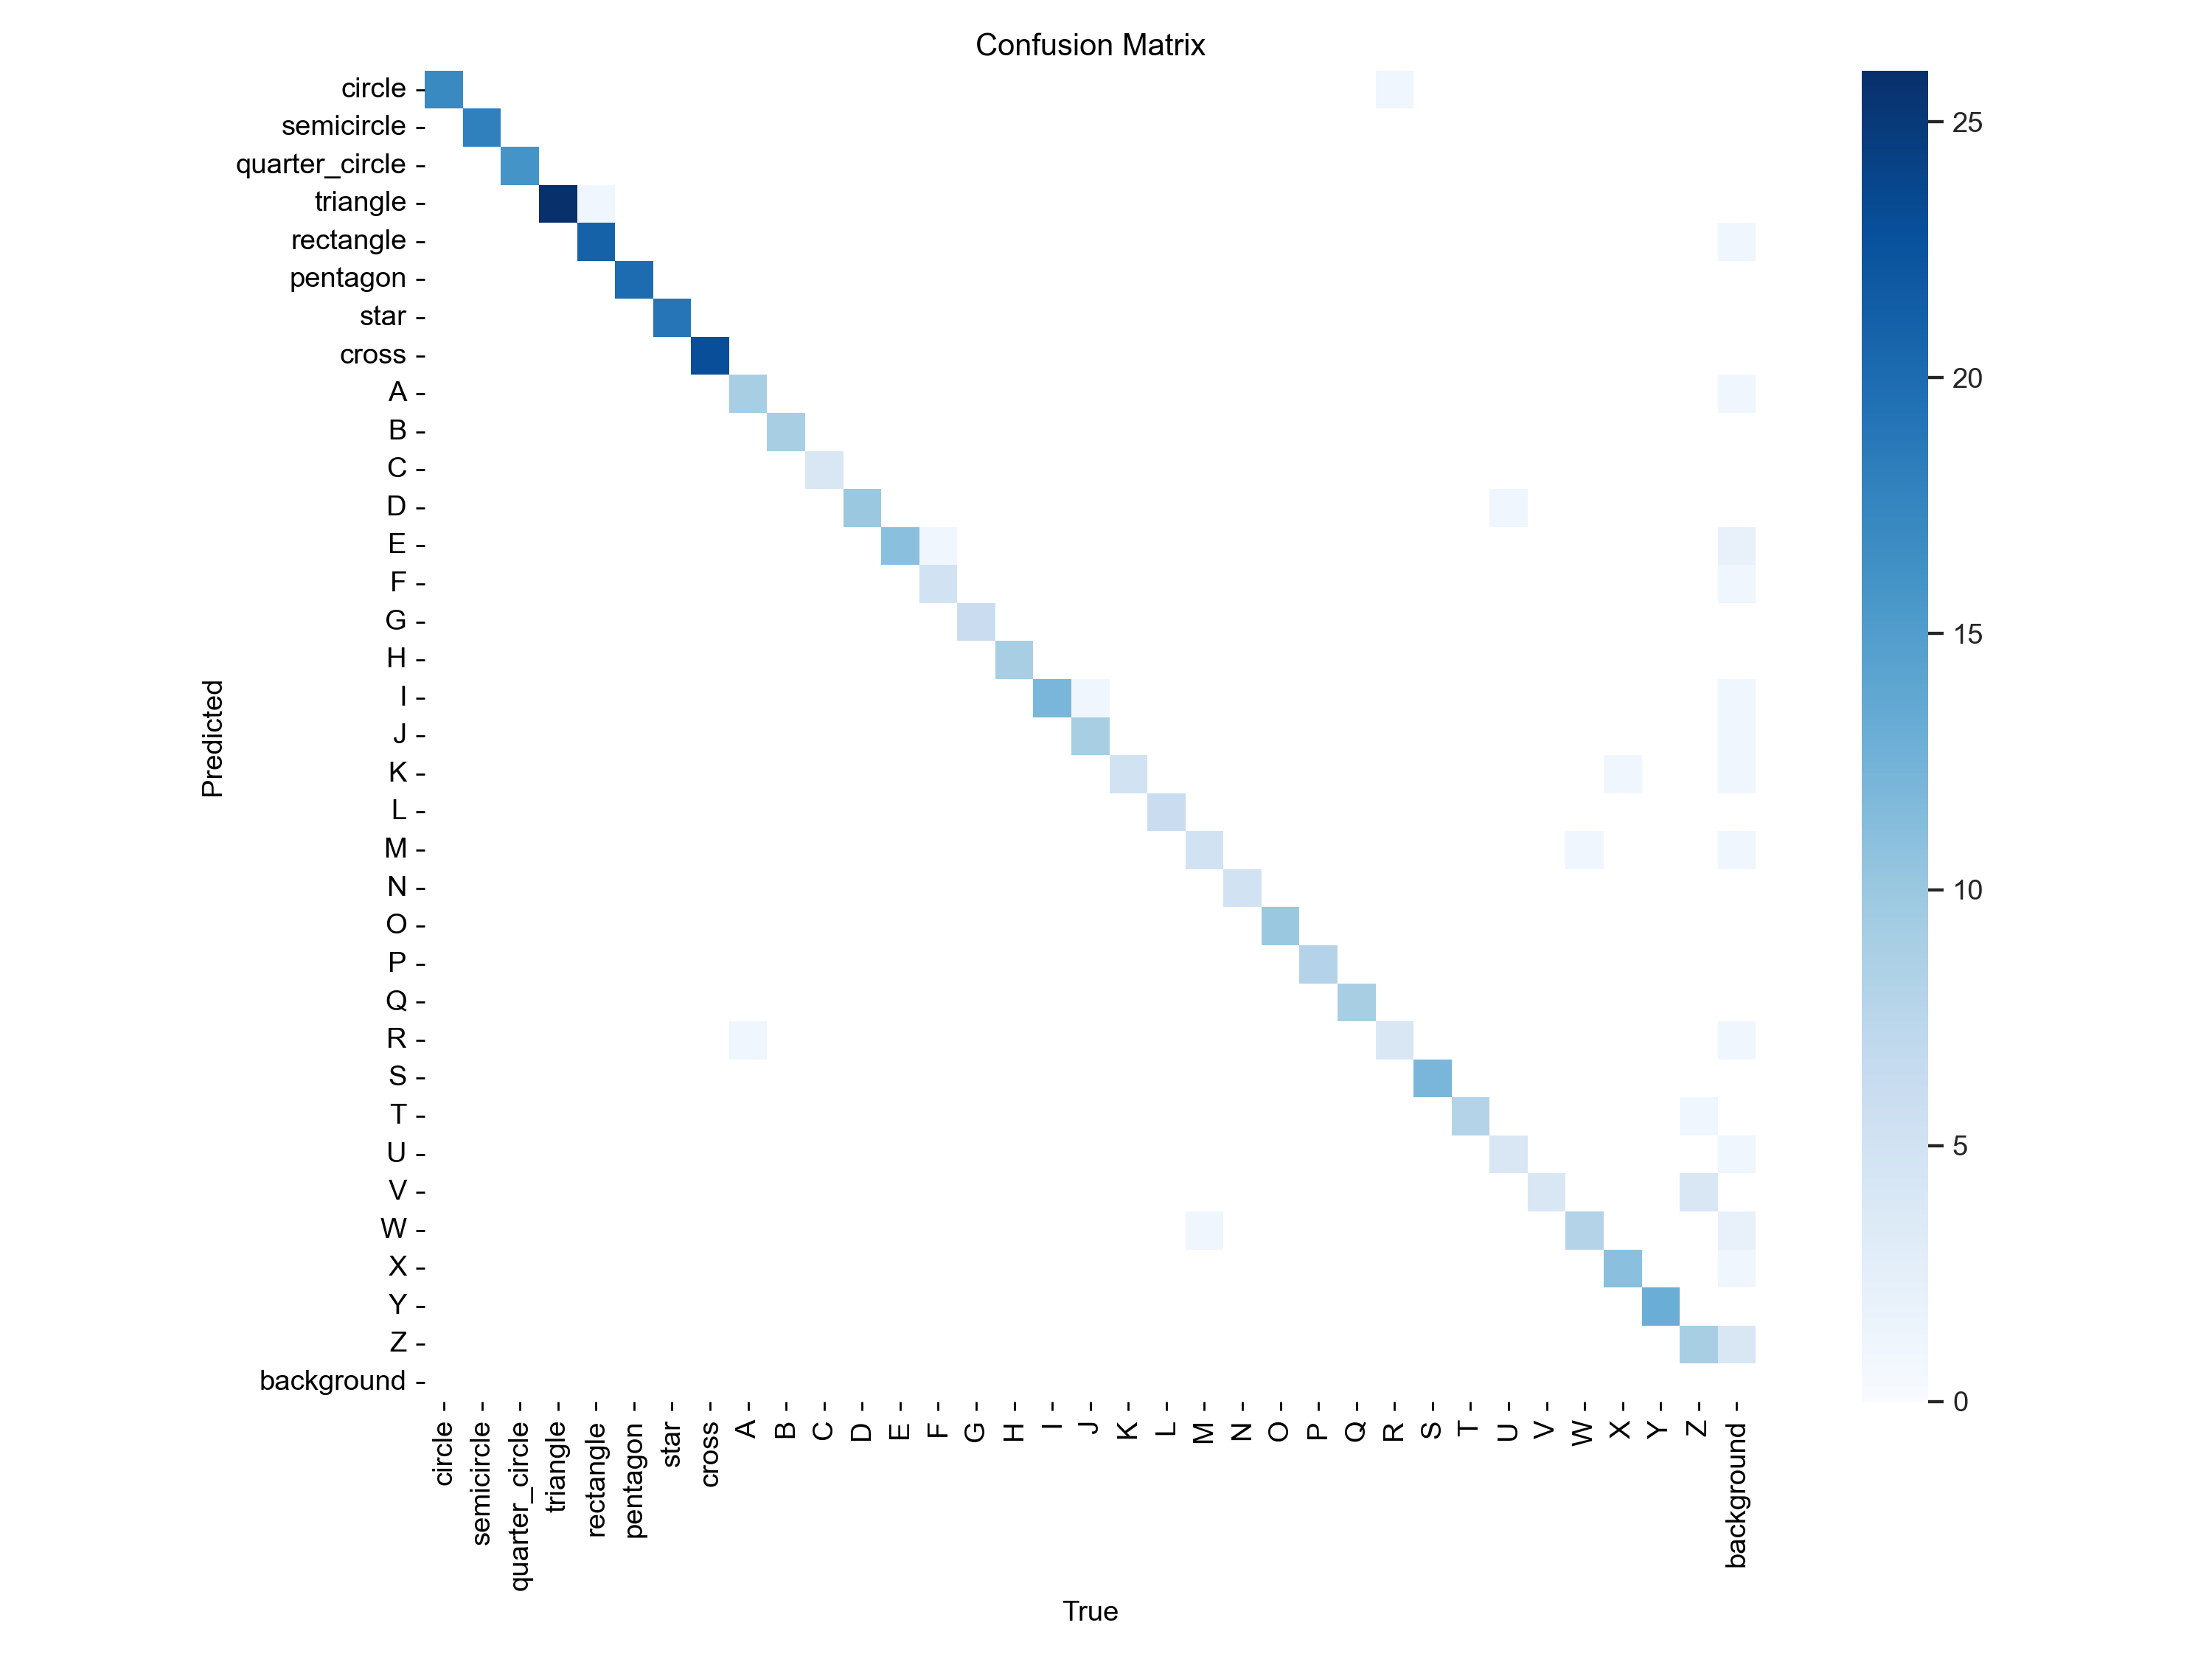 Confusion Matrix
circle
semicircle
quarter_circle
triangle
rectangle
pentagon
star
cross
A
B
C
D
E
F
G
H
I
J
K
L
M
N
O
P
Q
R
S
T
U
V
W
X
Y
Z
background
Predicted
circle
semicircle
quarter_circle
triangle
rectangle
pentagon
star
cross
A
B
C
D
E
F
G
H
I
J
K
L
M
N
O
P
Q
R
S
T
U
V
W
X
Y
Z
background
True
25
20
15
10
5
0